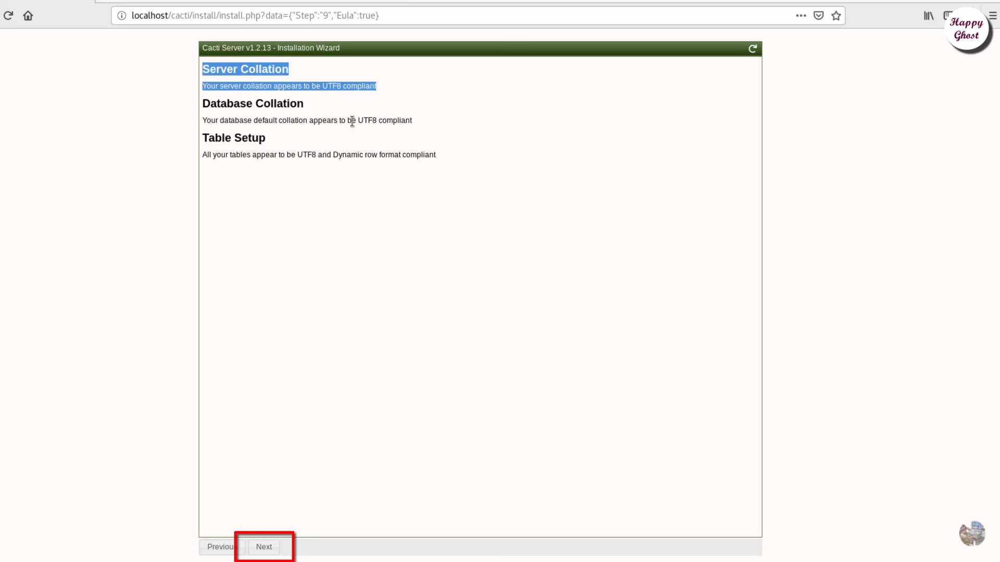 localhost/cacti/install/install.php?data={"Step":"9","Eula":true}
Happy
Ghost
Cacti Server v1.2.13 - Installation Wizard
Server Collation
Your server collation appears to be UTF8 compliant
Database Collation
Your database default collation appears to be UTF8 compliant
Table Setup
All your tables appear to be UTF8 and Dynamic row format compliant
Previous Next